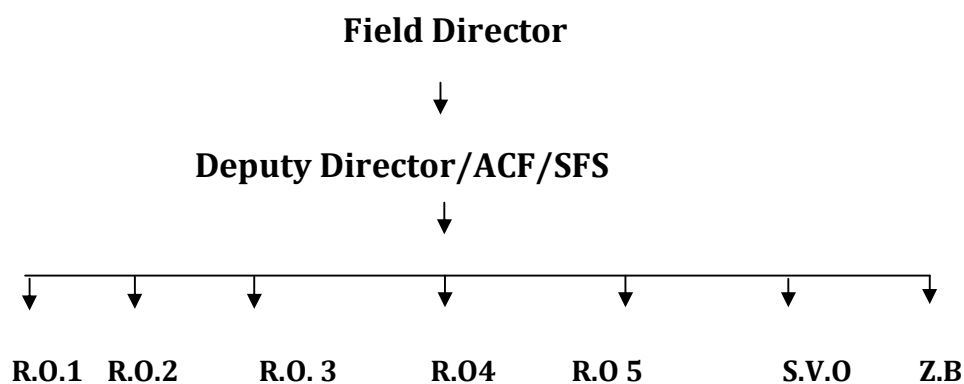 Field Director
Deputy Director/ACF/SFS
R.O.1 R.O.2 R.O. 3 R.O4 R.O 5 S.V.O Z.B